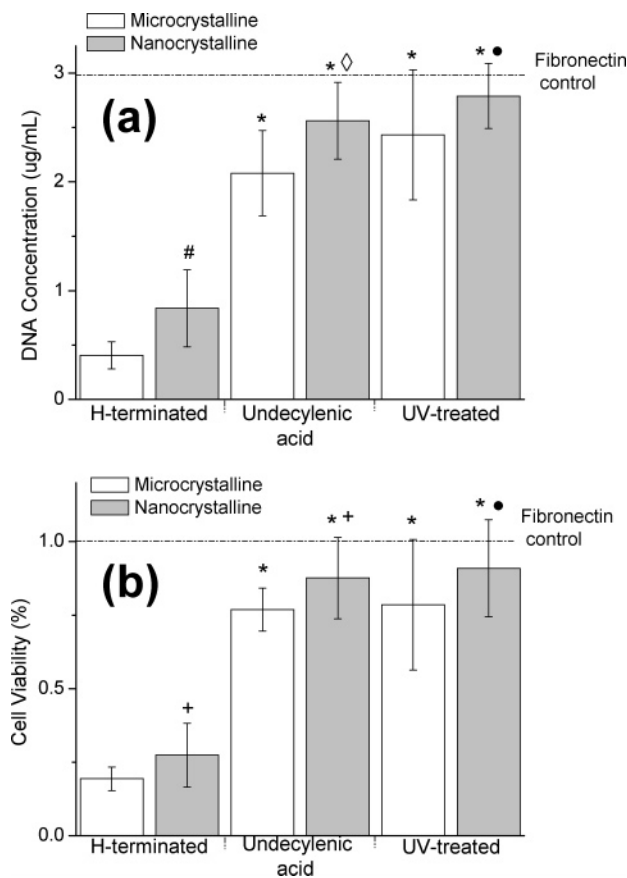 Microcrystalline
Nanocrystalline
* ◊
*
* ●
Fibronectin
control
3
(a)
*
2
#
1
0
DNA Concentration (ug/mL)
H-terminated
Undecylenic
acid
UV-treated
Microcrystalline
Nanocrystalline
* +
*
* ●
Fibronectin
control
1.0
(b)
*
0.5
+
0.0
Cell Viability (%)
H-terminated
Undecylenic
acid
UV-treated